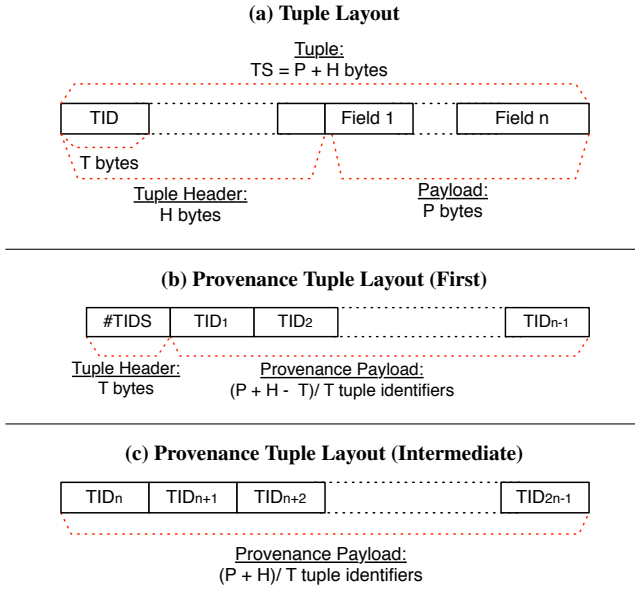 (a) Tuple Layout
Tuple:
TS = P + H bytes
TID Field 1 Field n
T bytes
Tuple Header:
H bytes
Payload:
P bytes
(b) Provenance Tuple Layout (First)
#TIDS TID1 TID2 TIDn-1
Tuple Header:
T bytes
Provenance Payload:
(P + H - T)/ T tuple identifiers
(c) Provenance Tuple Layout (Intermediate)
TIDn TIDn+1 TIDn+2 TID2n-1
Provenance Payload:
(P + H)/ T tuple identifiers